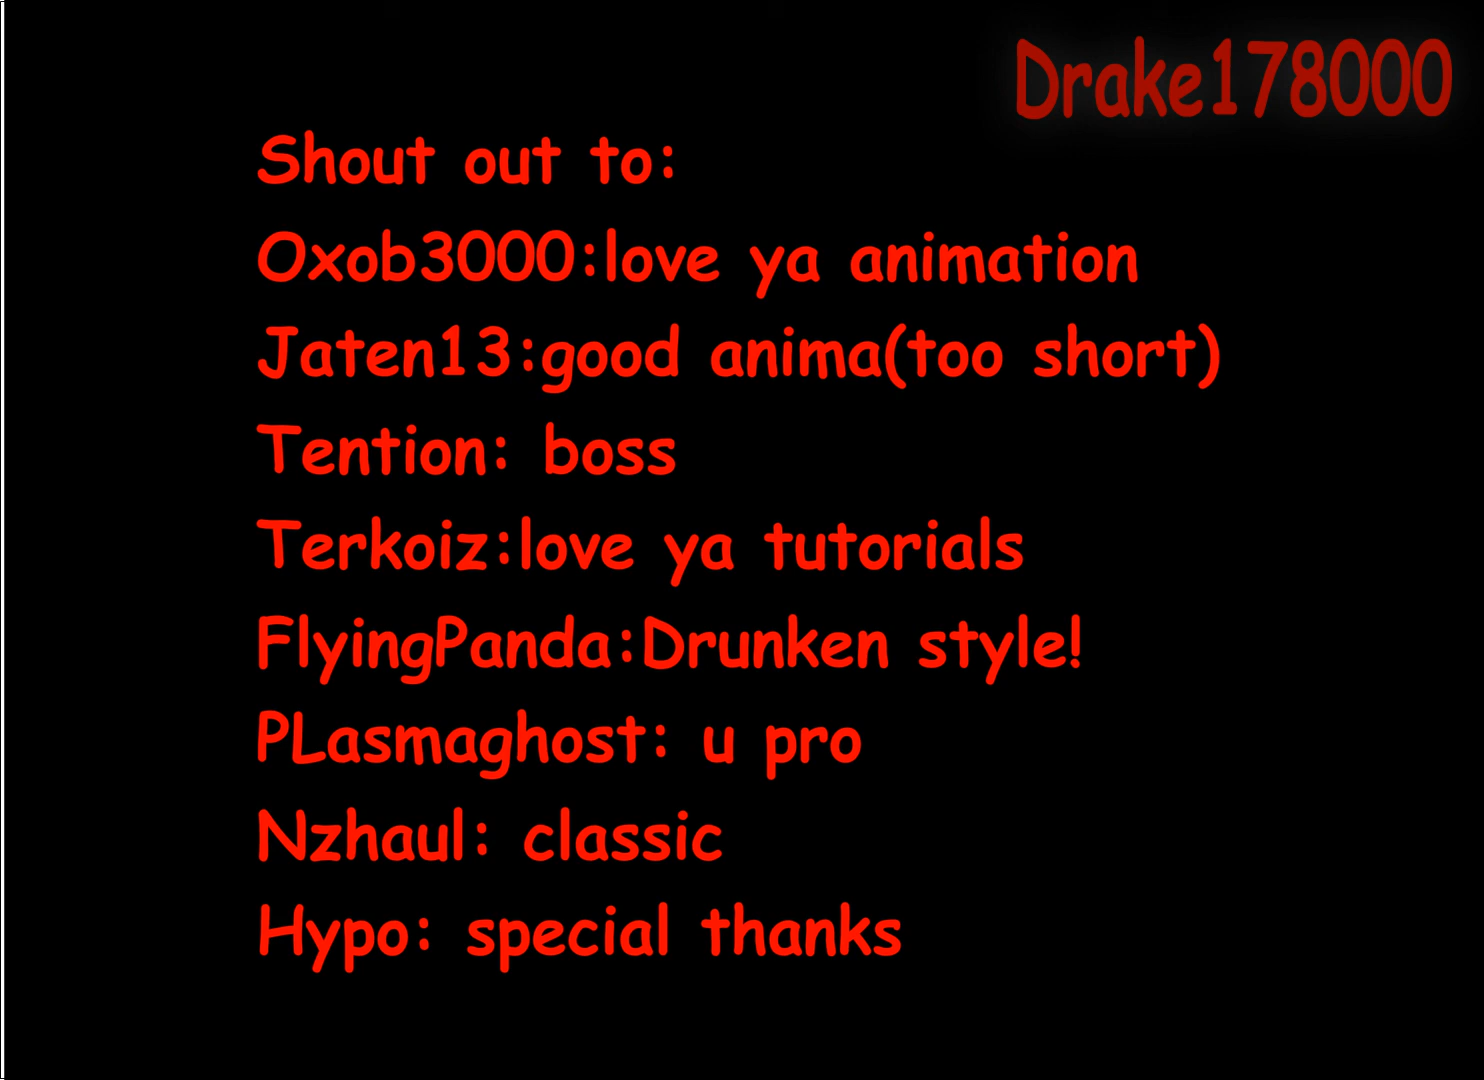 Drake178000
Shout out to:
Oxob3000:love ya animation
Jaten13:good anima(too short)
Tention: boss
Terkoiz:love ya tutorials
FlyingPanda:Drunken style!
PLasmaghost: u pro
Nzhaul: classic
Hypo: special thanks